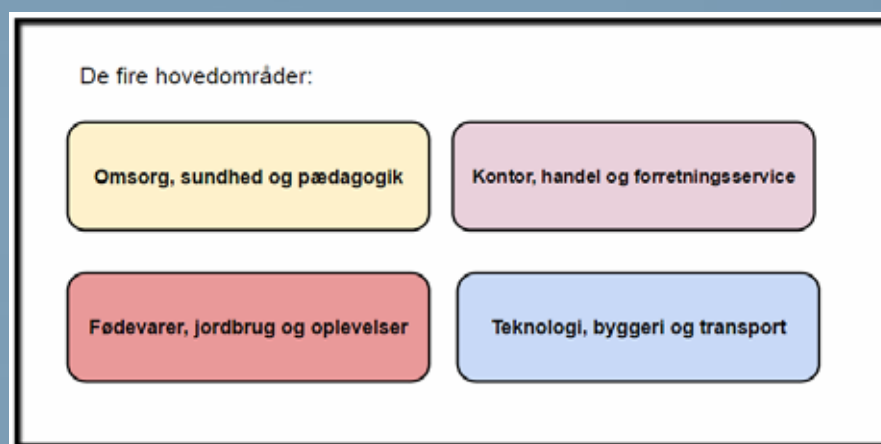 De fire hovedområder:
Omsorg, sundhed og pædagogik
Kontor, handel og forretningsservice
Fødevarer, jordbrug og oplevelser
Teknologi, byggeri og transport